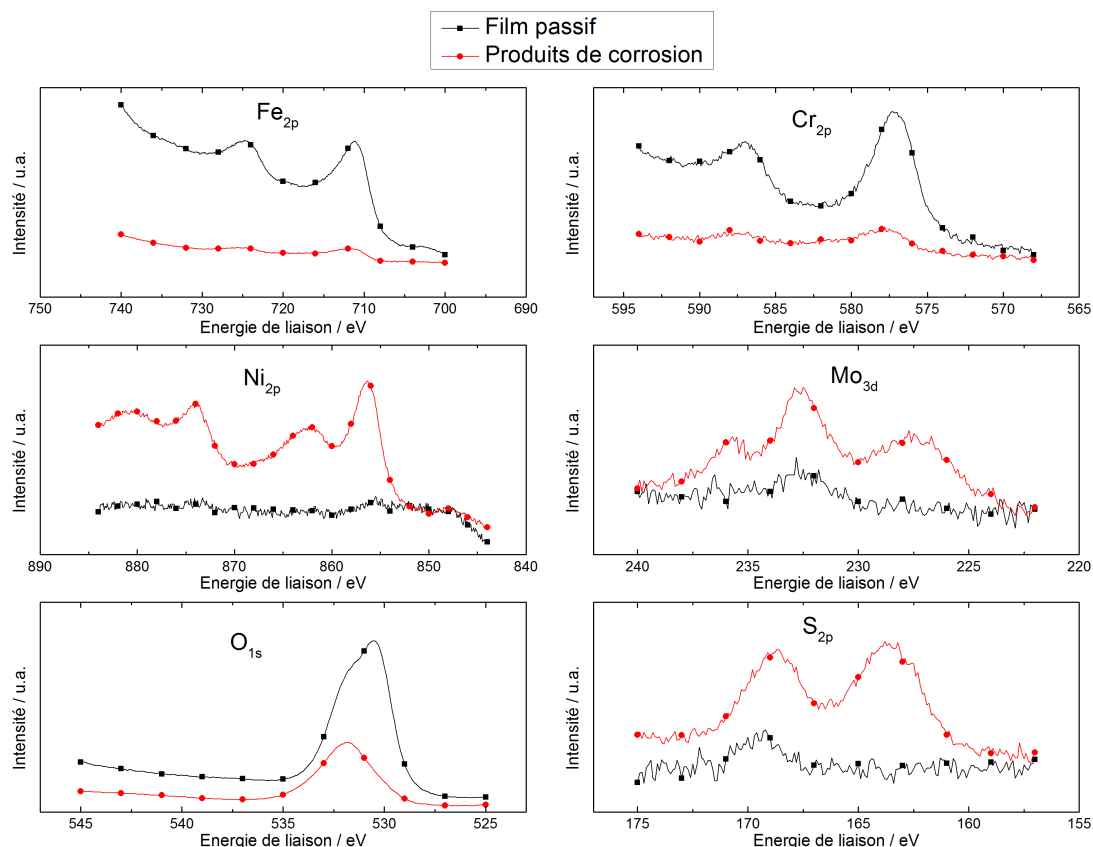 Film passif
Produits de corrosion
Fe2p
Intensité / u.a.
750 740 730 720 710 700 690
Energie de liaison / eV
Cr2p
Intensité / u.a.
595 590 585 580 575 570 565
Energie de liaison / eV
Ni2p
Intensité / u.a.
890 880 870 860 850 840
Energie de liaison / eV
Mo3d
Intensité / u.a.
240 235 230 225 220
Energie de liaison / eV
O1s
Intensité / u.a.
545 540 535 530 525
Energie de liaison / eV
S2p
Intensité / u.a.
175 170 165 160 155
Energie de liaison / eV